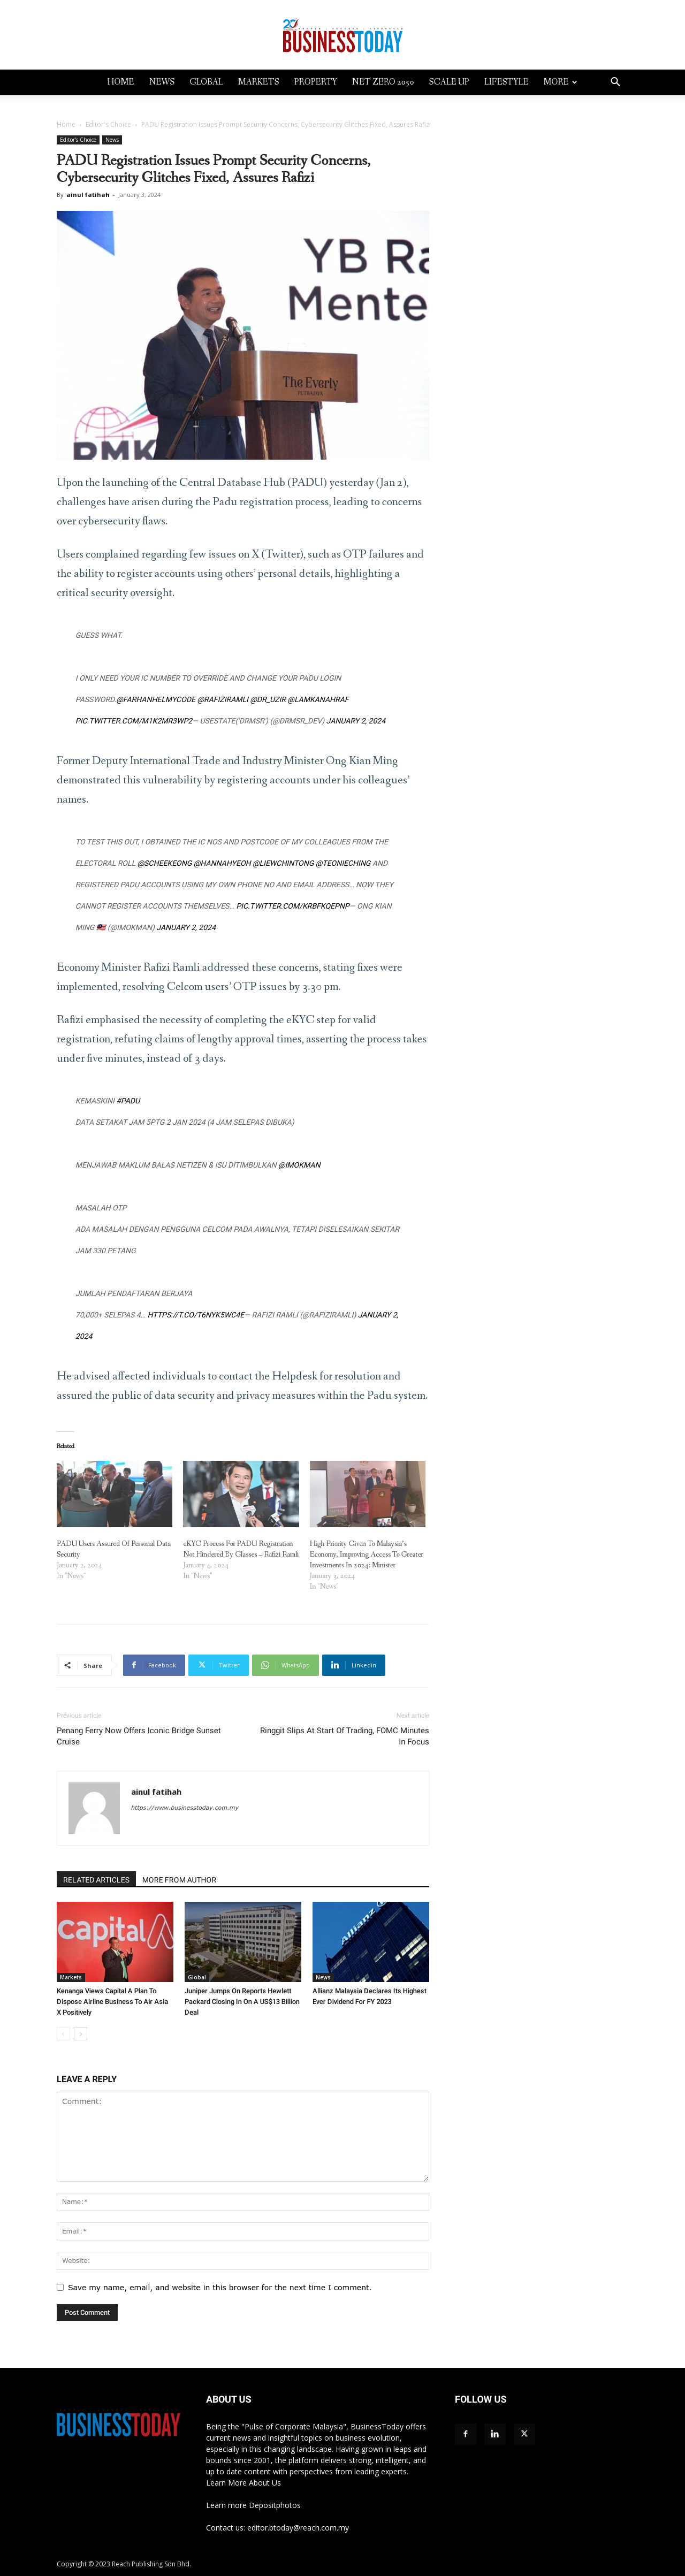 20
BUSINESSTODAY
HOME NEWS GLOBAL MARKETS PROPERTY NET ZERO 2050 SCALE UP LIFESTYLE MORE
Home › Editor's Choice › PADU Registration Issues Prompt Security Concerns, Cybersecurity Glitches Fixed, Assures Rafizi
Editor's Choice News
PADU Registration Issues Prompt Security Concerns,
Cybersecurity Glitches Fixed, Assures Rafizi
By ainul fatihah - January 3, 2024
YB Ra
Mente
The Everly
PUTRAJAYA
PMK
Upon the launching of the Central Database Hub (PADU) yesterday (Jan 2),
challenges have arisen during the Padu registration process, leading to concerns
over cybersecurity flaws.
Users complained regarding few issues on X (Twitter), such as OTP failures and
the ability to register accounts using others' personal details, highlighting a
critical security oversight.
GUESS WHAT.
I ONLY NEED YOUR IC NUMBER TO OVERRIDE AND CHANGE YOUR PADU LOGIN
PASSWORD.@FARHANHELMYCODE @RAFIZIRAMLI @DR_UZIR @LAMKANAHRAF
PIC.TWITTER.COM/M1K2MR3WP2— USESTATE('DRMSR') (@DRMSR_DEV) JANUARY 2, 2024
Former Deputy International Trade and Industry Minister Ong Kian Ming
demonstrated this vulnerability by registering accounts under his colleagues'
names.
TO TEST THIS OUT, I OBTAINED THE IC NOS AND POSTCODE OF MY COLLEAGUES FROM THE
ELECTORAL ROLL @SCHEEKEONG @HANNAHYEOH @LIEWCHINTONG @TEONIECHING AND
REGISTERED PADU ACCOUNTS USING MY OWN PHONE NO AND EMAIL ADDRESS… NOW THEY
CANNOT REGISTER ACCOUNTS THEMSELVES… PIC.TWITTER.COM/KRBFKQEPNP— ONG KIAN
MING 🇲🇾 (@IMOKMAN) JANUARY 2, 2024
Economy Minister Rafizi Ramli addressed these concerns, stating fixes were
implemented, resolving Celcom users' OTP issues by 3.30 pm.
Rafizi emphasised the necessity of completing the eKYC step for valid
registration, refuting claims of lengthy approval times, asserting the process takes
under five minutes, instead of 3 days.
KEMASKINI #PADU
DATA SETAKAT JAM 5PTG 2 JAN 2024 (4 JAM SELEPAS DIBUKA)
MENJAWAB MAKLUM BALAS NETIZEN & ISU DITIMBULKAN @IMOKMAN
MASALAH OTP
ADA MASALAH DENGAN PENGGUNA CELCOM PADA AWALNYA, TETAPI DISELESAIKAN SEKITAR
JAM 330 PETANG
JUMLAH PENDAFTARAN BERJAYA
70,000+ SELEPAS 4… HTTPS://T.CO/T6NYK5WC4E— RAFIZI RAMLI (@RAFIZIRAMLI) JANUARY 2,
2024
He advised affected individuals to contact the Helpdesk for resolution and
assured the public of data security and privacy measures within the Padu system.
Related
PADU Users Assured Of Personal Data
Security
January 2, 2024
In "News"
eKYC Process For PADU Registration
Not Hindered By Glasses – Rafizi Ramli
January 4, 2024
In "News"
High Priority Given To Malaysia's
Economy, Improving Access To Greater
Investments In 2024: Minister
January 3, 2024
In "News"
Share Facebook Twitter WhatsApp Linkedin
Previous article
Penang Ferry Now Offers Iconic Bridge Sunset
Cruise
Next article
Ringgit Slips At Start Of Trading, FOMC Minutes
In Focus
ainul fatihah
https://www.businesstoday.com.my
RELATED ARTICLES MORE FROM AUTHOR
capital A
Markets
Kenanga Views Capital A Plan To
Dispose Airline Business To Air Asia
X Positively
Global
Juniper Jumps On Reports Hewlett
Packard Closing In On A US$13 Billion
Deal
Allianz
News
Allianz Malaysia Declares Its Highest
Ever Dividend For FY 2023
LEAVE A REPLY
Comment:
Name:*
Email:*
Website:
Save my name, email, and website in this browser for the next time I comment.
Post Comment
BUSINESSTODAY
ABOUT US
Being the "Pulse of Corporate Malaysia", BusinessToday offers
current news and insightful topics on business evolution,
especially in this changing landscape. Having grown in leaps and
bounds since 2001, the platform delivers strong, intelligent, and
up to date content with perspectives from leading experts.
Learn More About Us
Learn more Depositphotos
Contact us: editor.btoday@reach.com.my
FOLLOW US
Copyright © 2023 Reach Publishing Sdn Bhd.